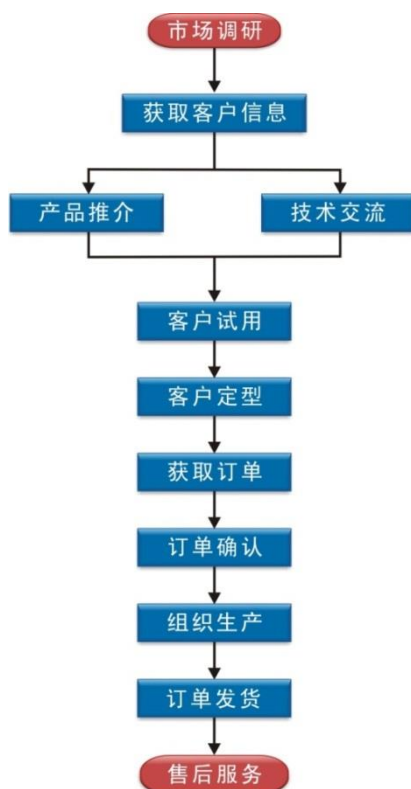 市场调研
获取客户信息
产品推介
技术交流
客户试用
客户定型
获取订单
订单确认
组织生产
订单发货
售后服务